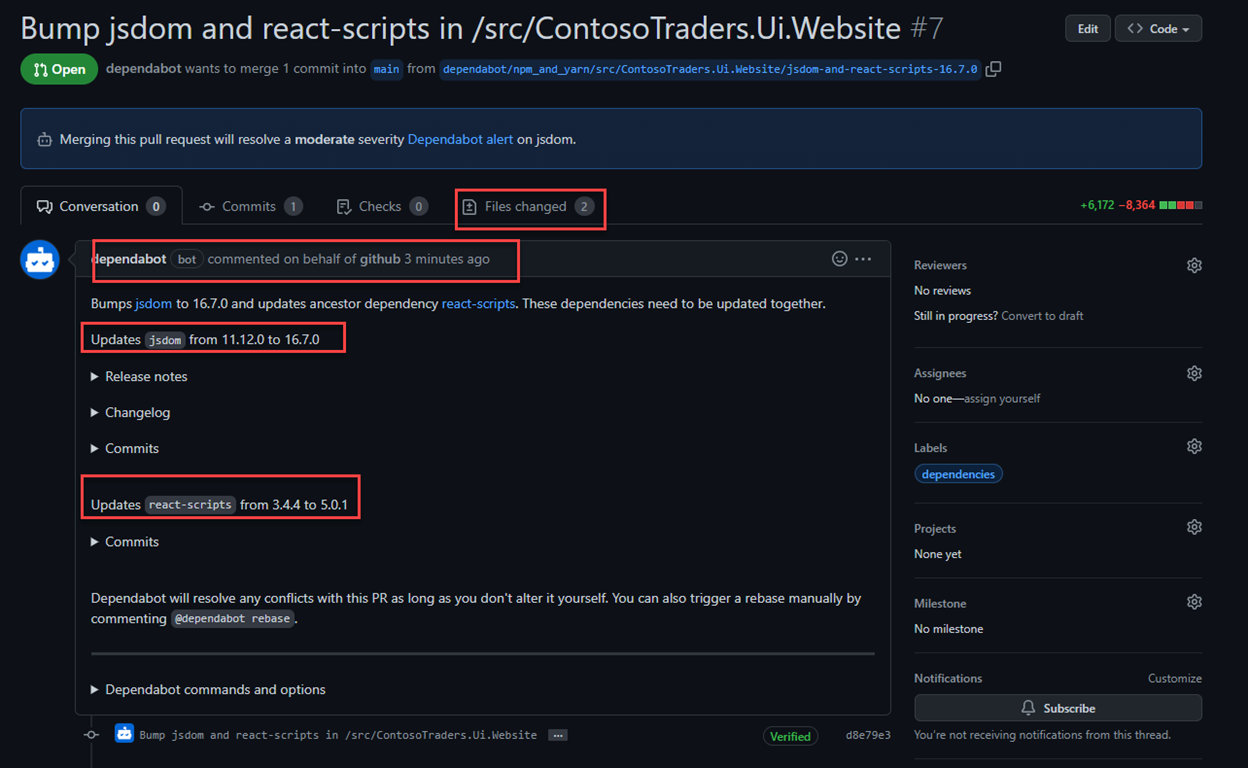 Bump jsdom and react-scripts in /src/ContosoTraders.Ui.Website #7
Edit
<> Code
Open
dependabot wants to merge 1 commit into main from dependabot/npm_and_yarn/src/ContosoTraders.Ui.Website/jsdom-and-react-scripts-16.7.0
Merging this pull request will resolve a moderate severity Dependabot alert on jsdom.
Conversation 0
Commits 1
Checks 0
Files changed 2
+6,172 −8,364
dependabot bot commented on behalf of github 3 minutes ago
Bumps jsdom to 16.7.0 and updates ancestor dependency react-scripts. These dependencies need to be updated together.
Updates jsdom from 11.12.0 to 16.7.0
Release notes
Changelog
Commits
Updates react-scripts from 3.4.4 to 5.0.1
Commits
Dependabot will resolve any conflicts with this PR as long as you don't alter it yourself. You can also trigger a rebase manually by
commenting @dependabot rebase.
Dependabot commands and options
Bump jsdom and react-scripts in /src/ContosoTraders.Ui.Website ...
Verified
d8e79e3
Reviewers
No reviews
Still in progress? Convert to draft
Assignees
No one—assign yourself
Labels
dependencies
Projects
None yet
Milestone
No milestone
Notifications
Customize
Subscribe
You're not receiving notifications from this thread.